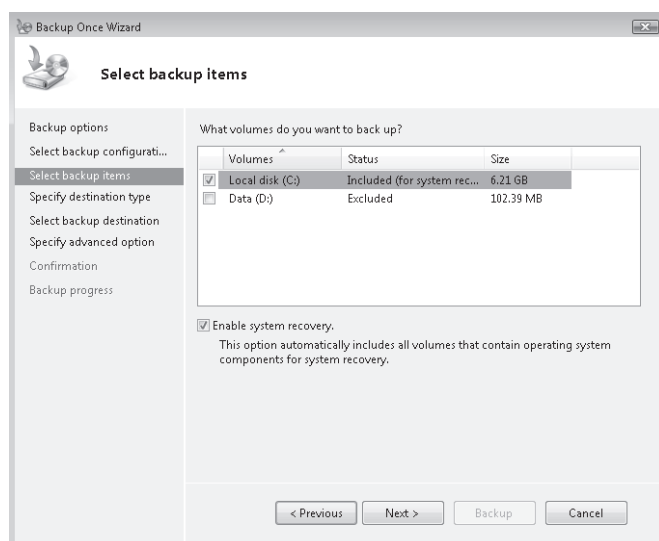 Backup Once Wizard
Select backup items
Backup options
Select backup configurati...
Select backup items
Specify destination type
Select backup destination
Specify advanced option
Confirmation
Backup progress
What volumes do you want to back up?
Volumes Status Size
Local disk (C:) Included (for system rec... 6.21 GB
Data (D:) Excluded 102.39 MB
Enable system recovery.
This option automatically includes all volumes that contain operating system
components for system recovery.
< Previous Next > Backup Cancel